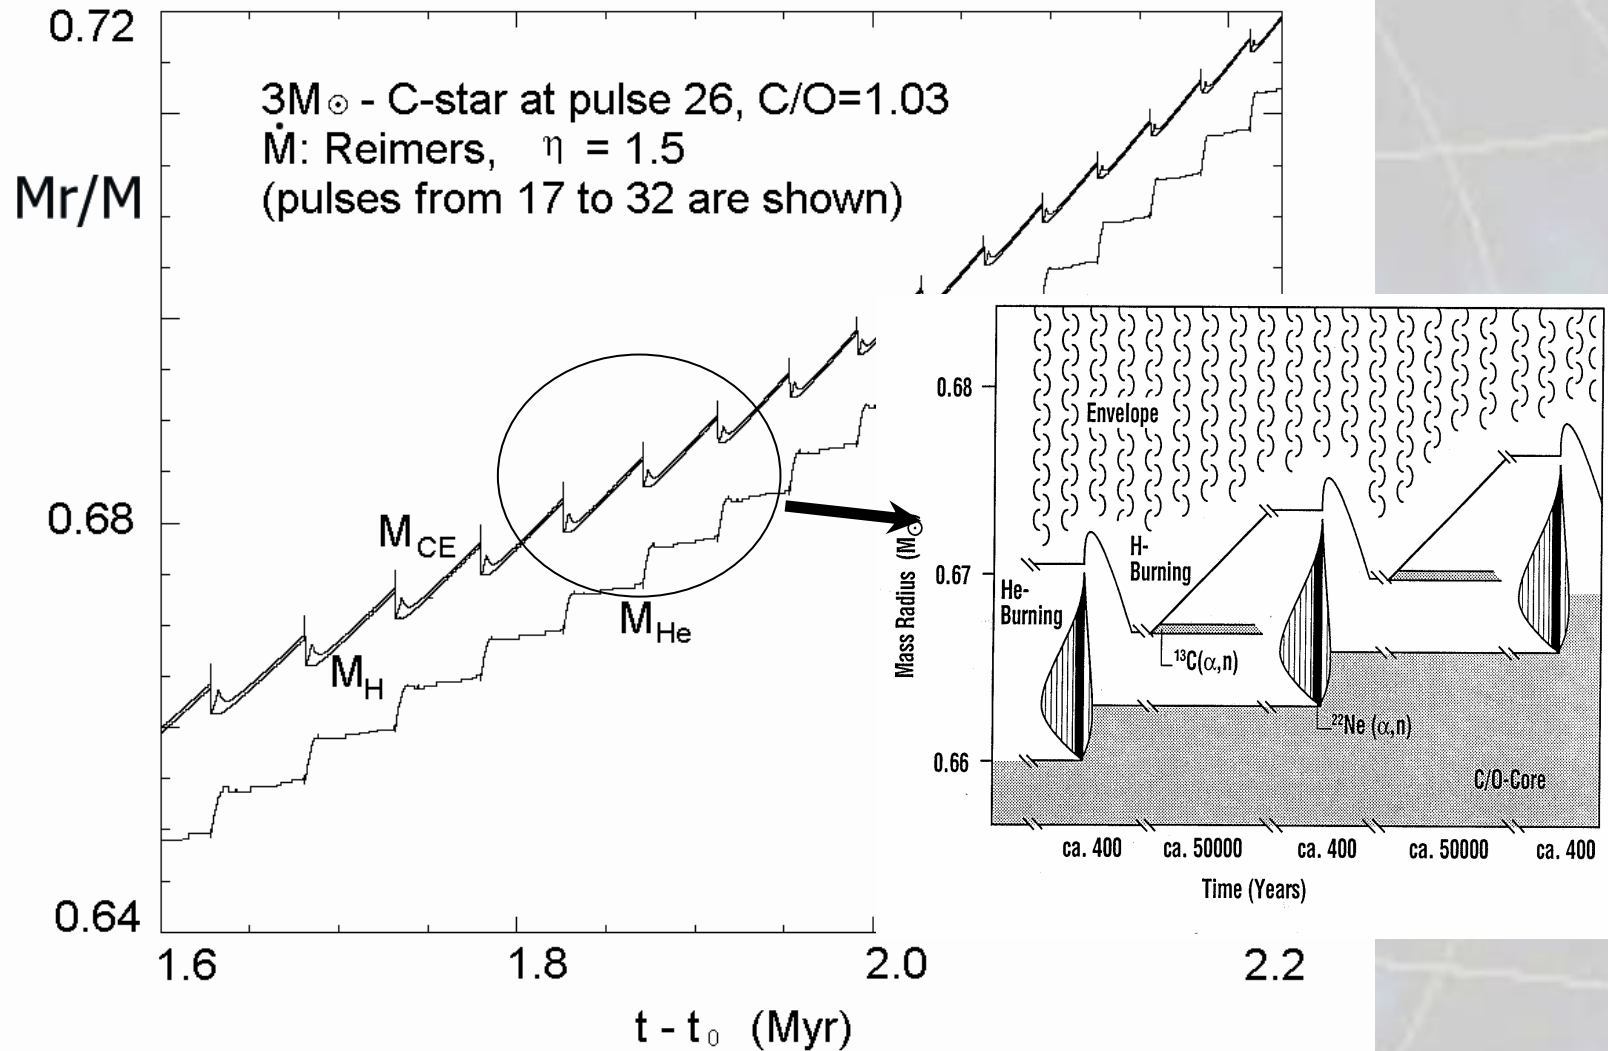 0.72
3M⊙ - C-star at pulse 26, C/O=1.03
Ṁ: Reimers, η = 1.5
(pulses from 17 to 32 are shown)
Mr/M
0.68
0.64
M_CE
M_H
M_He
1.6
1.8
2.0
2.2
t - t₀ (Myr)
0.68
0.67
0.66
Mass Radius (M⊙
Envelope
H-
Burning
He-
Burning
¹³C(α,n)
²²Ne (α,n)
C/O-Core
ca. 400
ca. 50000
ca. 400
ca. 50000
ca. 400
Time (Years)